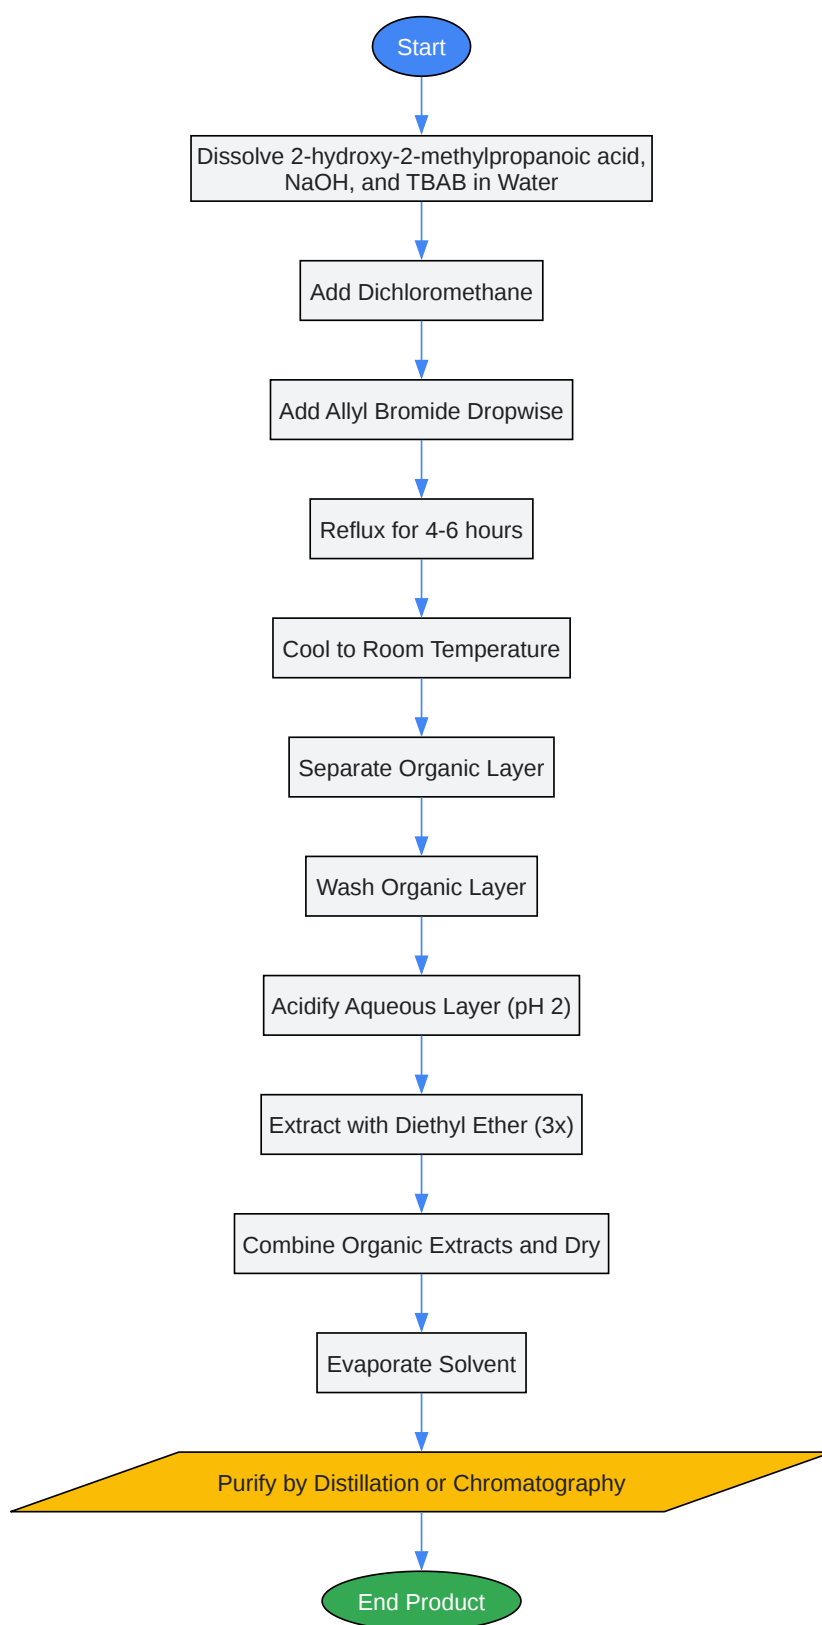 Start
Dissolve 2-hydroxy-2-methylpropanoic acid,
NaOH, and TBAB in Water
Add Dichloromethane
Add Allyl Bromide Dropwise
Reflux for 4-6 hours
Cool to Room Temperature
Separate Organic Layer
Wash Organic Layer
Acidify Aqueous Layer (pH 2)
Extract with Diethyl Ether (3x)
Combine Organic Extracts and Dry
Evaporate Solvent
Purify by Distillation or Chromatography
End Product